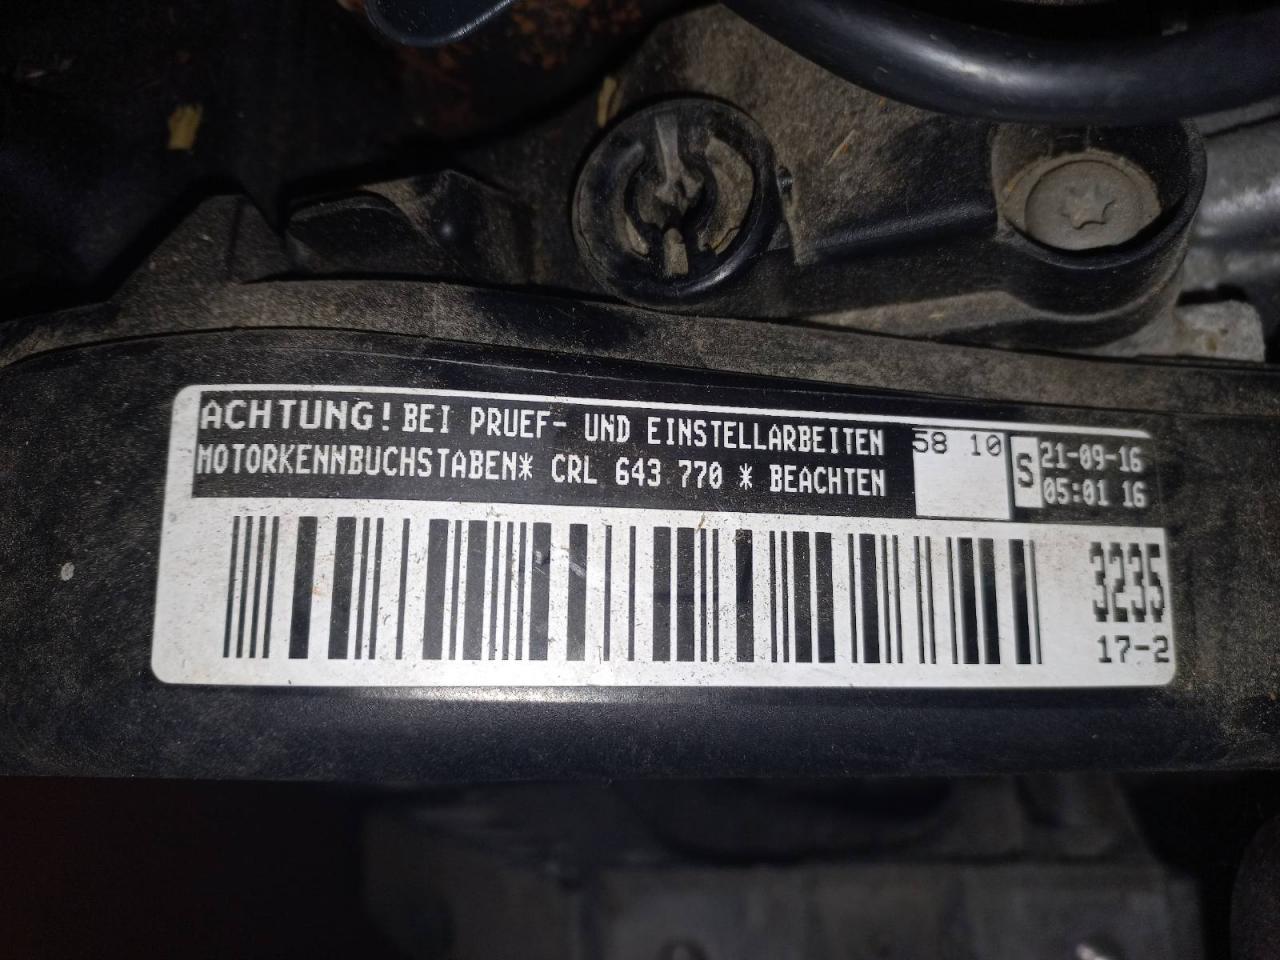 ACHTUNG! BEI PRUEF- UND EINSTELLARBEITEN
MOTORKENNBUCHSTABEN* CRL 643 770 * BEACHTEN
58 10
S
21-09-16
05:01 16
3235
17-2